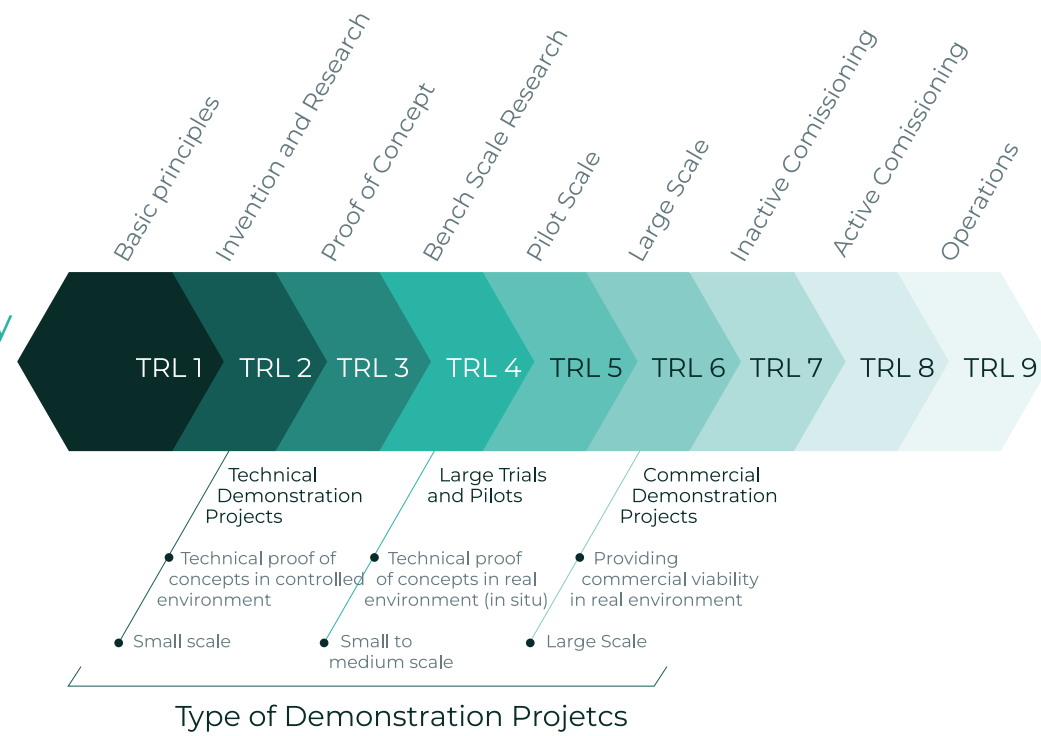 Basic principles
Invention and Research
Proof of Concept
Bench Scale Research
Pilot Scale
Large Scale
Inactive Comissioning
Active Comissioning
Operations
TRL 1
TRL 2
TRL 3
TRL 4
TRL 5
TRL 6
TRL 7
TRL 8
TRL 9
Technical
Demonstration
Projects
Technical proof of
concepts in controlled
environment
Small scale
Large Trials
and Pilots
Technical proof
of concepts in real
environment (in situ)
Small to
medium scale
Commercial
Demonstration
Projects
Providing
commercial viability
in real environment
Large Scale
Type of Demonstration Projetcs